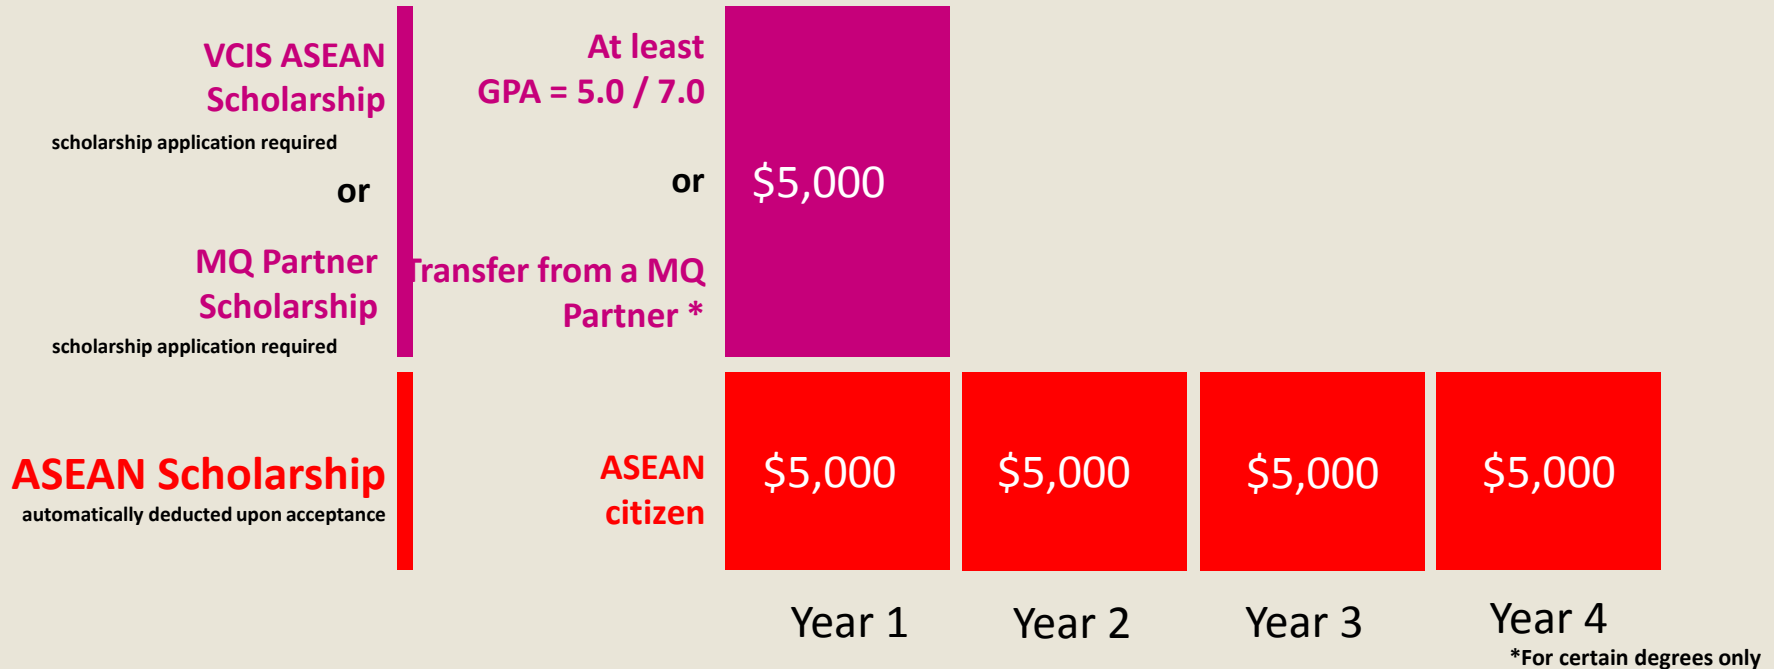 VCIS ASEAN
Scholarship
scholarship application required
or
MQ Partner
Scholarship
scholarship application required
At least
GPA = 5.0 / 7.0
or
Transfer from a MQ
Partner *
$5,000
ASEAN Scholarship
automatically deducted upon acceptance
ASEAN
citizen
$5,000
$5,000
$5,000
$5,000
Year 1
Year 2
Year 3
Year 4
*For certain degrees only